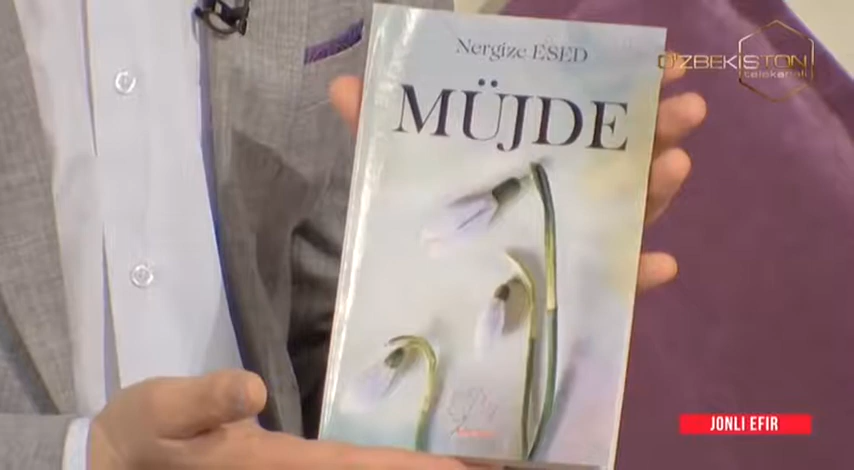 Nergize ESED
MÜJDE
O'ZBEKISTON
telekanali
JONLI EFIR